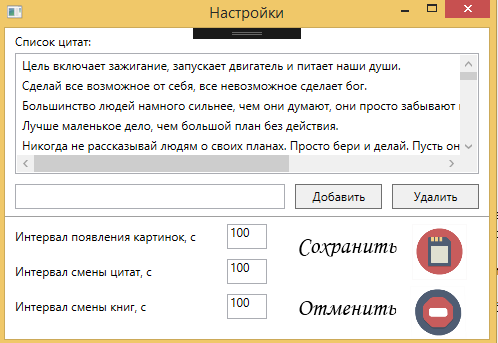 Настройки
Список цитат:
Цель включает зажигание, запускает двигатель и питает наши души.
Сделай все возможное от себя, все невозможное сделает бог.
Большинство людей намного сильнее, чем они думают, они просто забывают
Лучше маленькое дело, чем большой план без действия.
Никогда не рассказывай людям о своих планах. Просто бери и делай. Пусть он
Добавить
Удалить
Интервал появления картинок, с
100
Сохранить
Интервал смены цитат, с
100
Интервал смены книг, с
100
Отменить